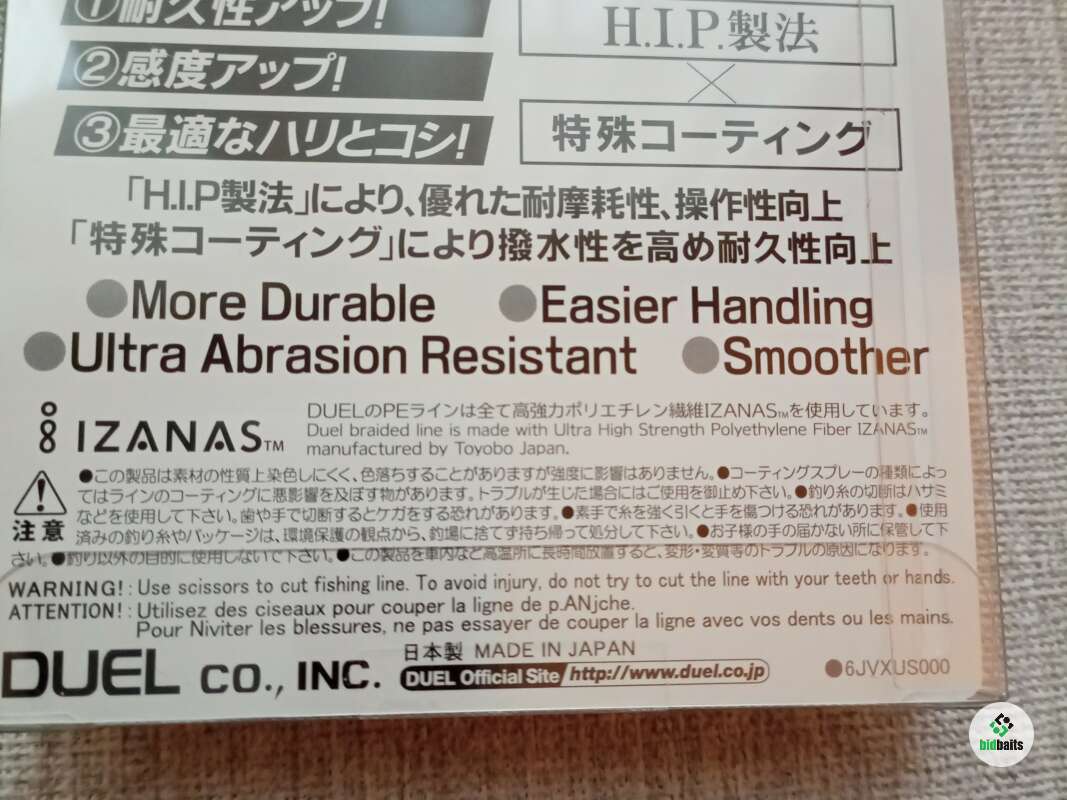 ①耐久性アップ!
②感度アップ!
③最適なハリとコシ!
H.I.P.製法
×
特殊コーティング
「H.I.P製法」により、優れた耐摩耗性、操作性向上
「特殊コーティング」により撥水性を高め耐久性向上
●More Durable ●Easier Handling
●Ultra Abrasion Resistant ●Smoother
IZANAS™
DUELのPEラインは全て高強力ポリエチレン繊維IZANAS™を使用しています。
Duel braided line is made with Ultra High Strength Polyethylene Fiber IZANAS™
manufactured by Toyobo Japan.
注意
●この製品は素材の性質上染色しにくく、色落ちすることがありますが強度に影響はありません。●コーティングスプレーの種類によっ
てはラインのコーティングに悪影響を及ぼす物があります。トラブルが生じた場合にはご使用を御止め下さい。●釣り糸の切断はハサミ
などを使用して下さい。歯や手で切断するとケガをする恐れがあります。●素手で糸を強く引くと手を傷つける恐れがあります。●使用
済みの釣り糸やパッケージは、環境保護の観点から、釣場に捨てず持ち帰って処分して下さい。●お子様の手の届かない所に保管して下
さい。●釣り以外の目的に使用しないで下さい。●この製品を車内など高温所に長時間放置すると、変形・変質等のトラブルの原因になります。
WARNING! : Use scissors to cut fishing line. To avoid injury, do not try to cut the line with your teeth or hands.
ATTENTION! : Utilisez des ciseaux pour couper la ligne de p.ANjche.
Pour Niviter les blessures, ne pas essayer de couper la ligne avec vos dents ou les mains.
DUEL CO., INC.
日本製 MADE IN JAPAN
DUEL Official Site http://www.duel.co.jp
●6JVXUS000
bidbaits